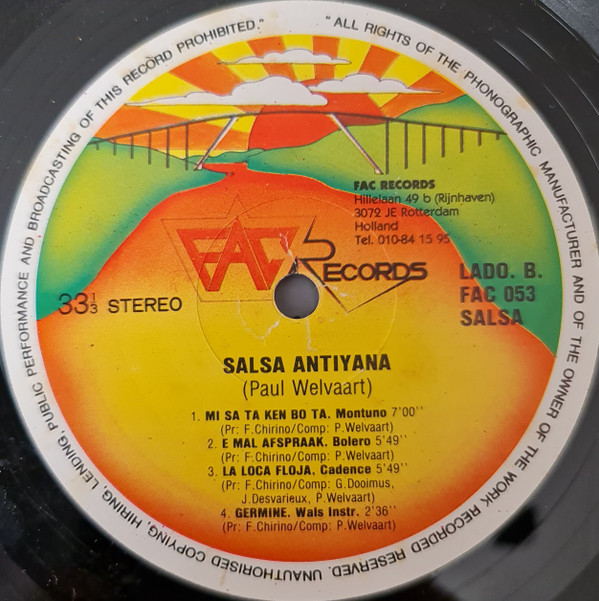 "ALL RIGHTS OF THE PHONOGRAPHIC MANUFACTURER AND OF THE OWNER OF THE WORK RECORDED RESERVED. UNAUTHORISED COPYING, HIRING, LENDING, PUBLIC PERFORMANCE AND BROADCASTING OF THIS RECORD PROHIBITED."
FAC RECORDS
Hillelaan 49 b (Rijnhaven)
3072 JE Rotterdam
Holland
Tel. 010-84 15 95
FAC RECORDS
33 1/3 STEREO
LADO. B.
FAC 053
SALSA
SALSA ANTIYANA
(Paul Welvaart)
1. MI SA TA KEN BO TA. Montuno 7'00''
(Pr: F.Chirino/Comp: P.Welvaart)
2. E MAL AFSPRAAK. Bolero 5'49''
(Pr: F.Chirino/Comp: P.Welvaart)
3. LA LOCA FLOJA. Cadence 5'49''
(Pr: F.Chirino/Comp: G.Dooimus,
J.Desvarieux, P.Welvaart)
4. GERMINE. Wals Instr. 2'36''
(Pr: F.Chirino/Comp: P.Welvaart)